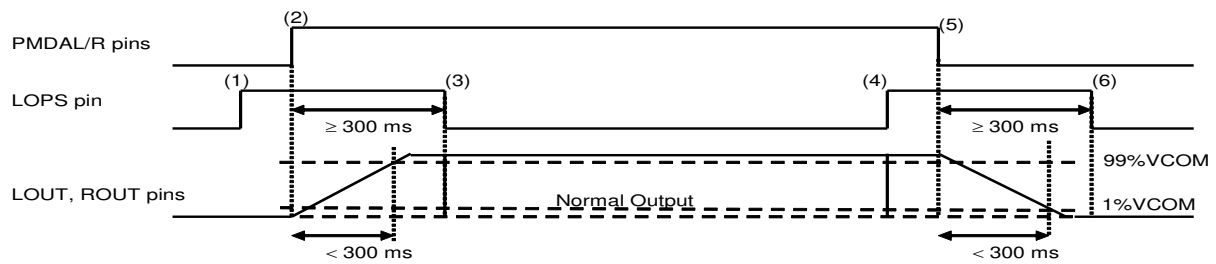 (2)
(5)
PMDAL/R pins
(1)
(3)
(4)
(6)
LOPS pin
≥ 300 ms
≥ 300 ms
99%VCOM
LOUT, ROUT pins
Normal Output
1%VCOM
< 300 ms
< 300 ms